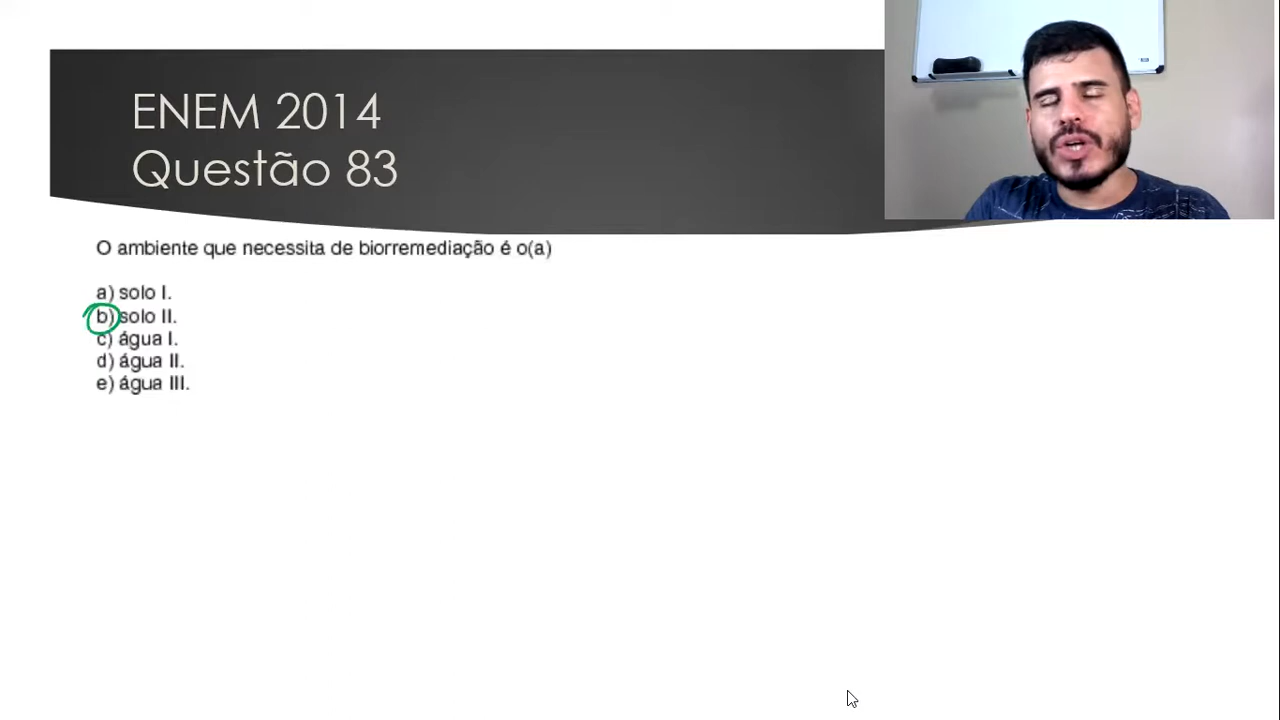 ENEM 2014
Questão 83
O ambiente que necessita de biorremediação é o(a)
a) solo I.
b) solo II.
c) água I.
d) água II.
e) água III.